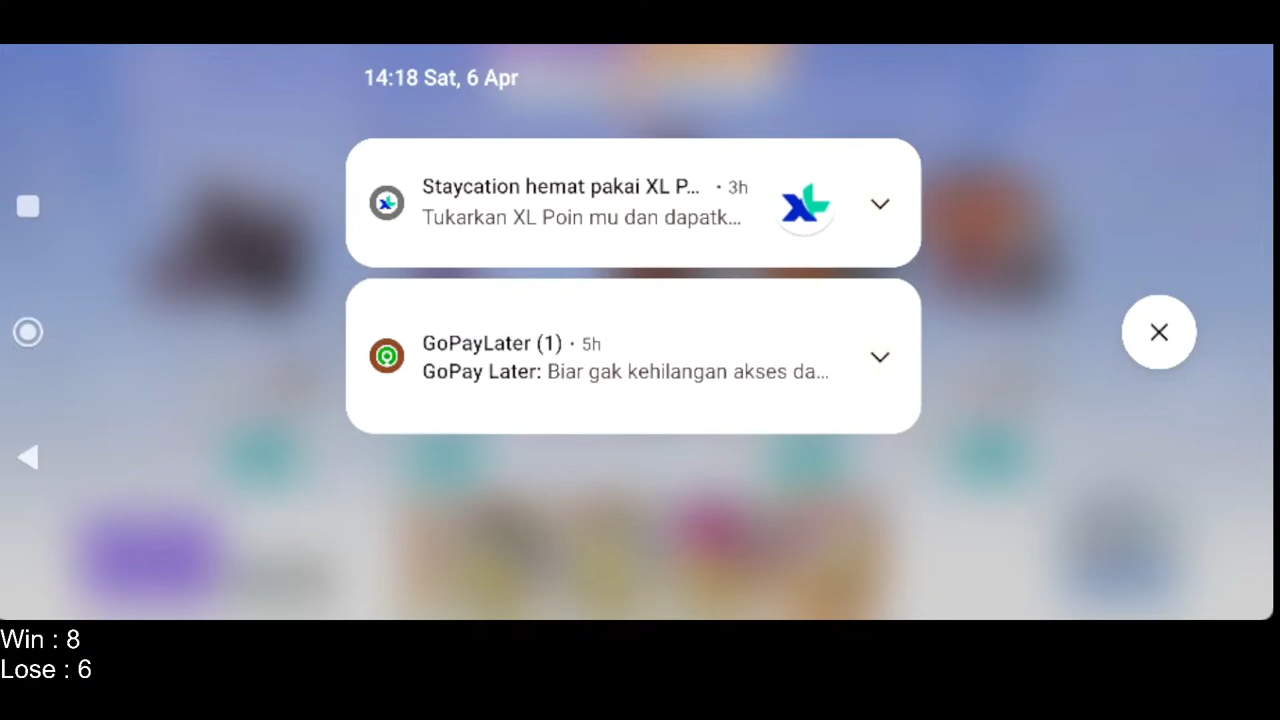 14:18 Sat, 6 Apr
Staycation hemat pakai XL P... · 3h
Tukarkan XL Poin mu dan dapatk...
XL
GoPayLater (1) · 5h
GoPay Later: Biar gak kehilangan akses da...
Win : 8
Lose : 6